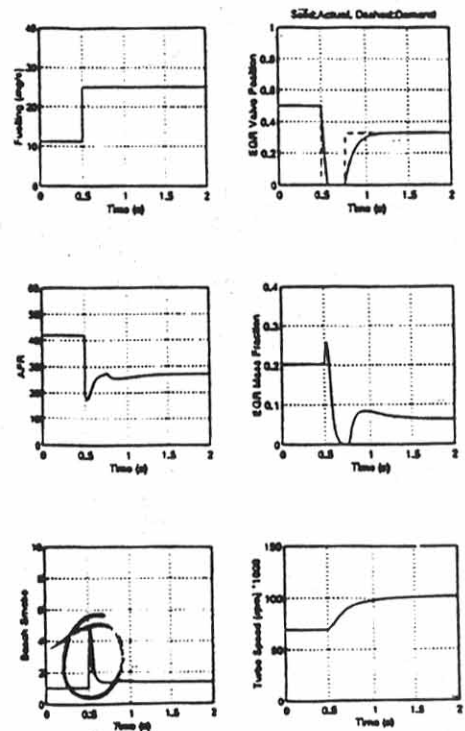 Solid:Actual, Dashed:Demand
Fuelling (mg/s)
40
30
20
10
0
0 0.5 1 1.5 2
Time (s)
EGR Valve Position
1
0.8
0.6
0.4
0.2
0
0 0.5 1 1.5 2
Time (s)
AFR
60
50
40
30
20
10
0
0 0.5 1 1.5 2
Time (s)
EGR Mass Fraction
0.4
0.3
0.2
0.1
0
0 0.5 1 1.5 2
Time (s)
Bosch Smoke
10
8
6
4
2
0
0 0.5 1 1.5 2
Time (s)
Turbo Speed (rpm) *1000
150
100
50
0
0 0.5 1 1.5 2
Time (s)